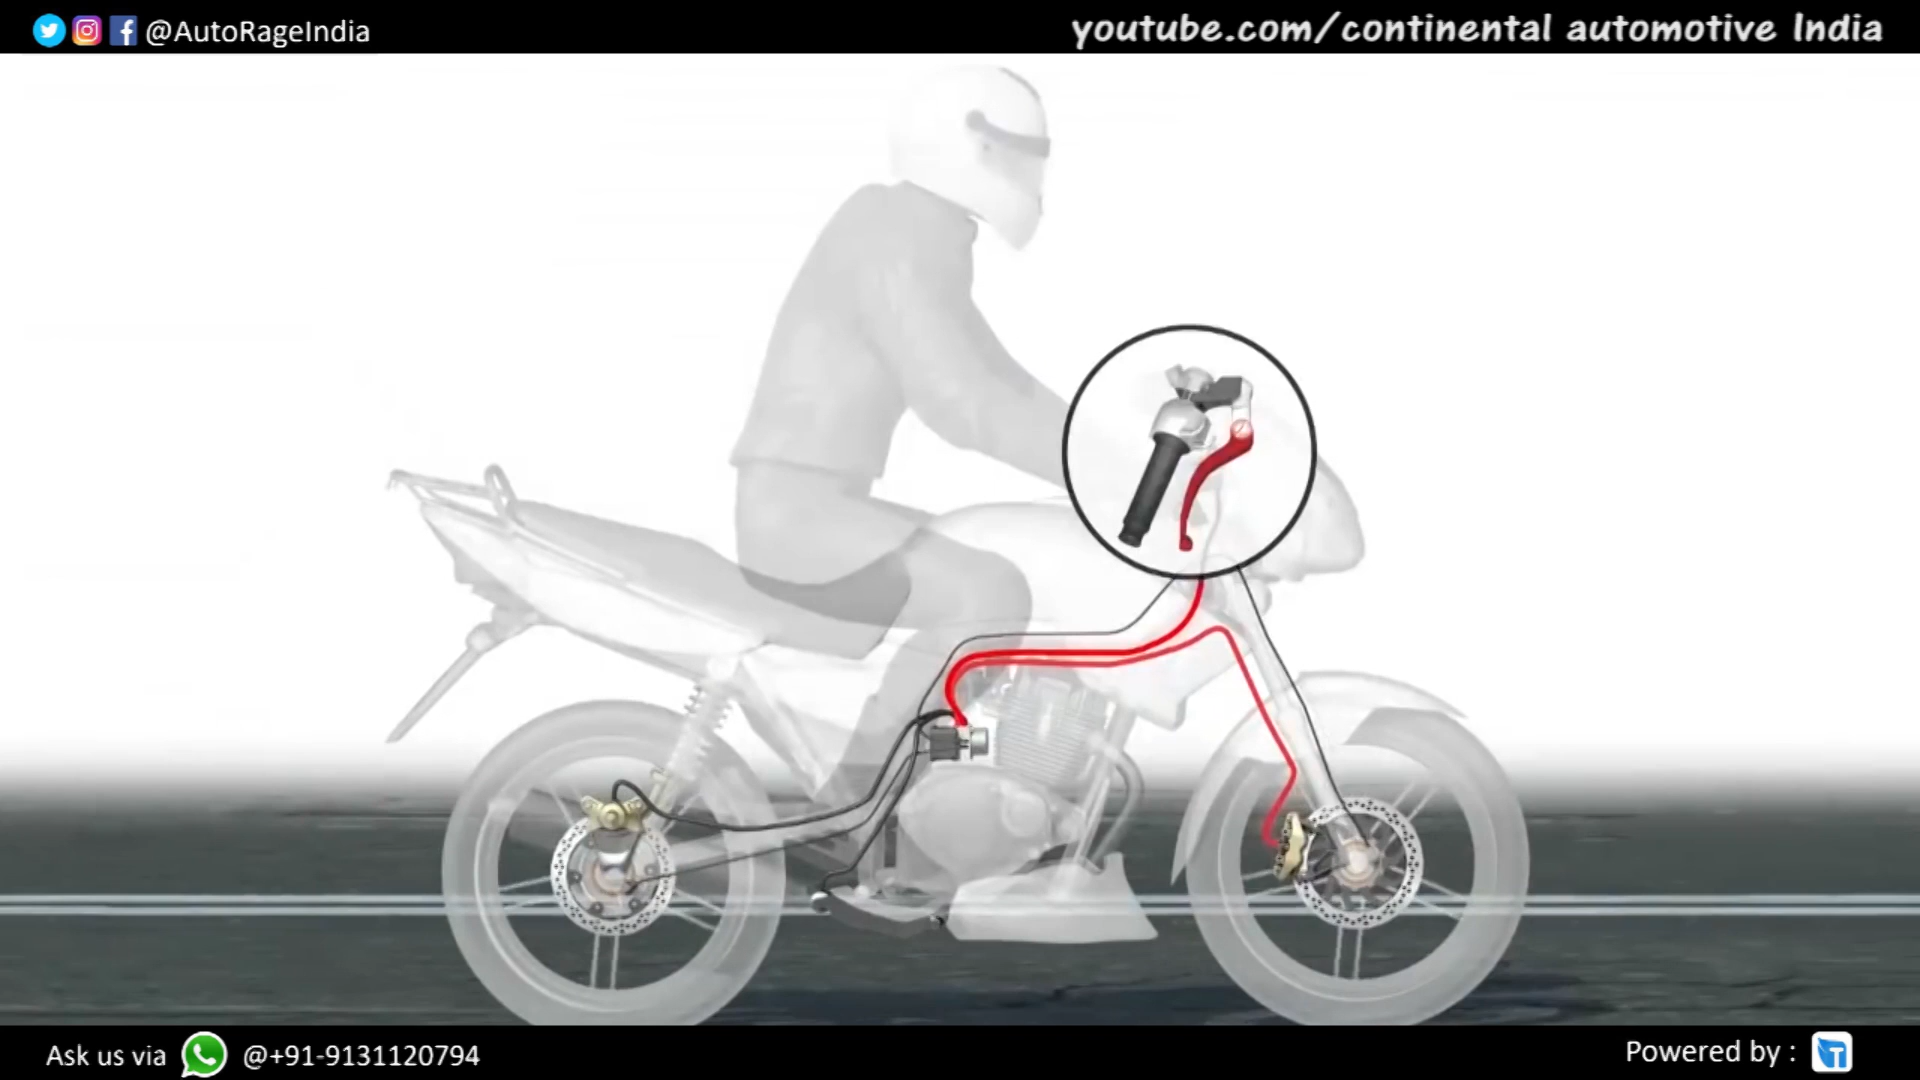 @AutoRageIndia
youtube.com/continental automotive India
Ask us via @+91-9131120794
Powered by :